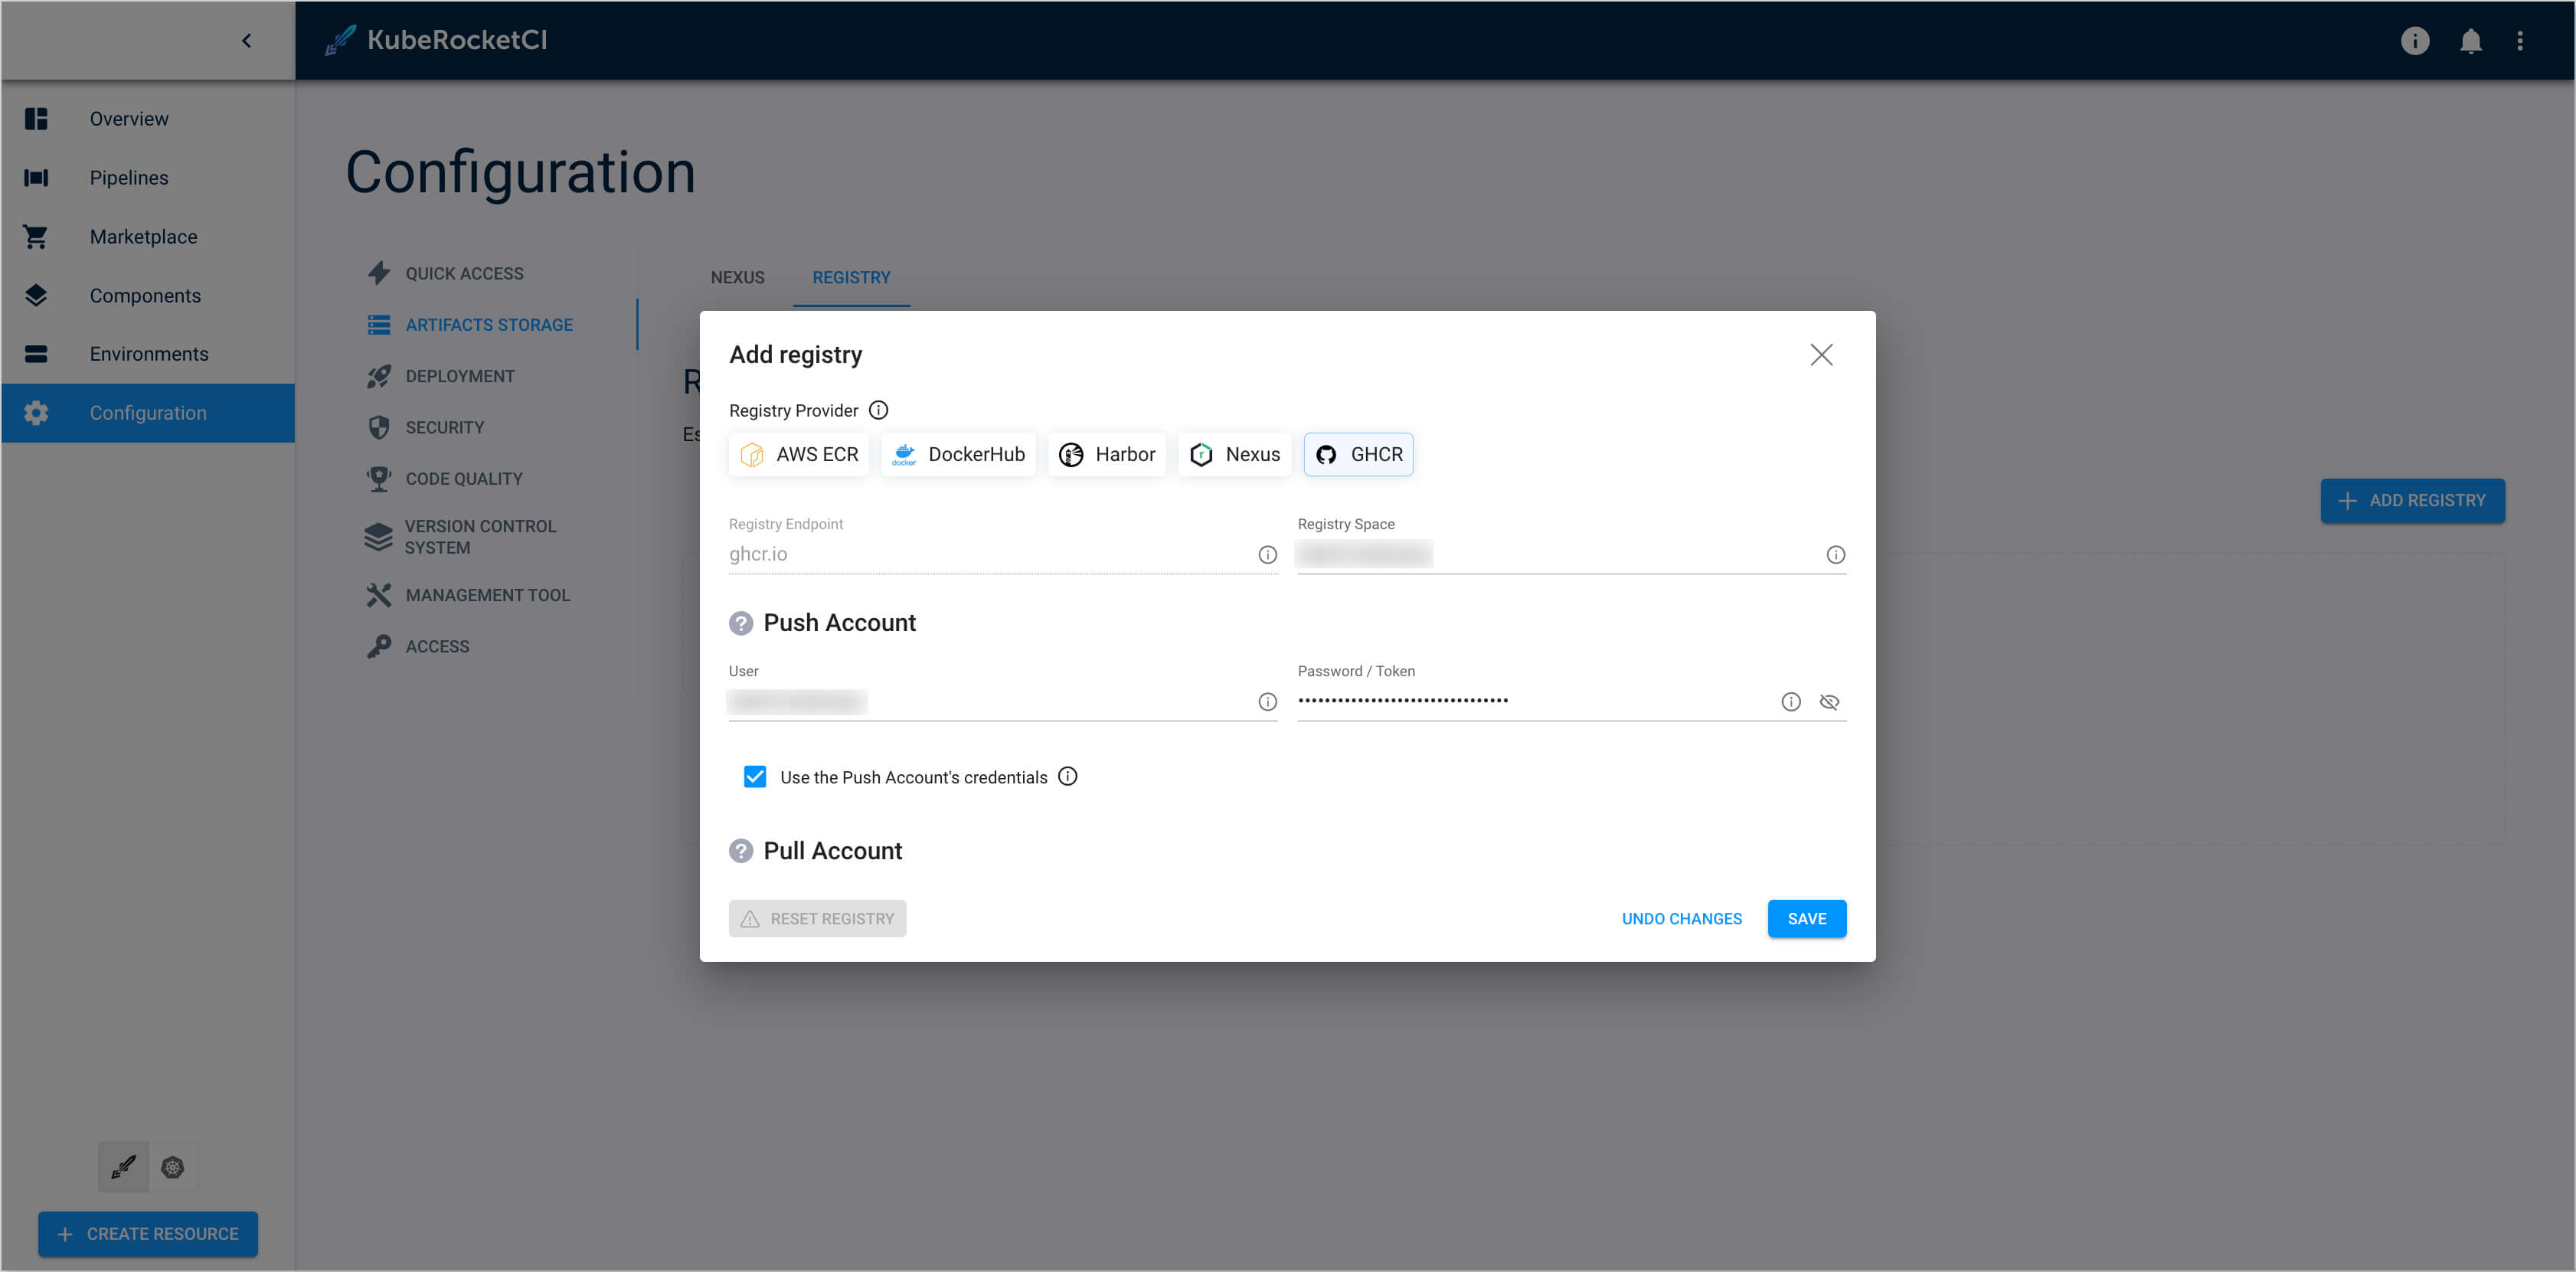 KubeRocketCI
Overview
Pipelines
Marketplace
Components
Environments
Configuration
CREATE RESOURCE
Configuration
QUICK ACCESS
ARTIFACTS STORAGE
DEPLOYMENT
SECURITY
CODE QUALITY
VERSION CONTROL
SYSTEM
MANAGEMENT TOOL
ACCESS
NEXUS
REGISTRY
R
Es
ADD REGISTRY
Add registry
Registry Provider
AWS ECR
docker
DockerHub
Harbor
Nexus
GHCR
Registry Endpoint
ghcr.io
Registry Space
Push Account
User
Password / Token
•••••••••••••••••••••••••••••••
Use the Push Account's credentials
Pull Account
RESET REGISTRY
UNDO CHANGES
SAVE